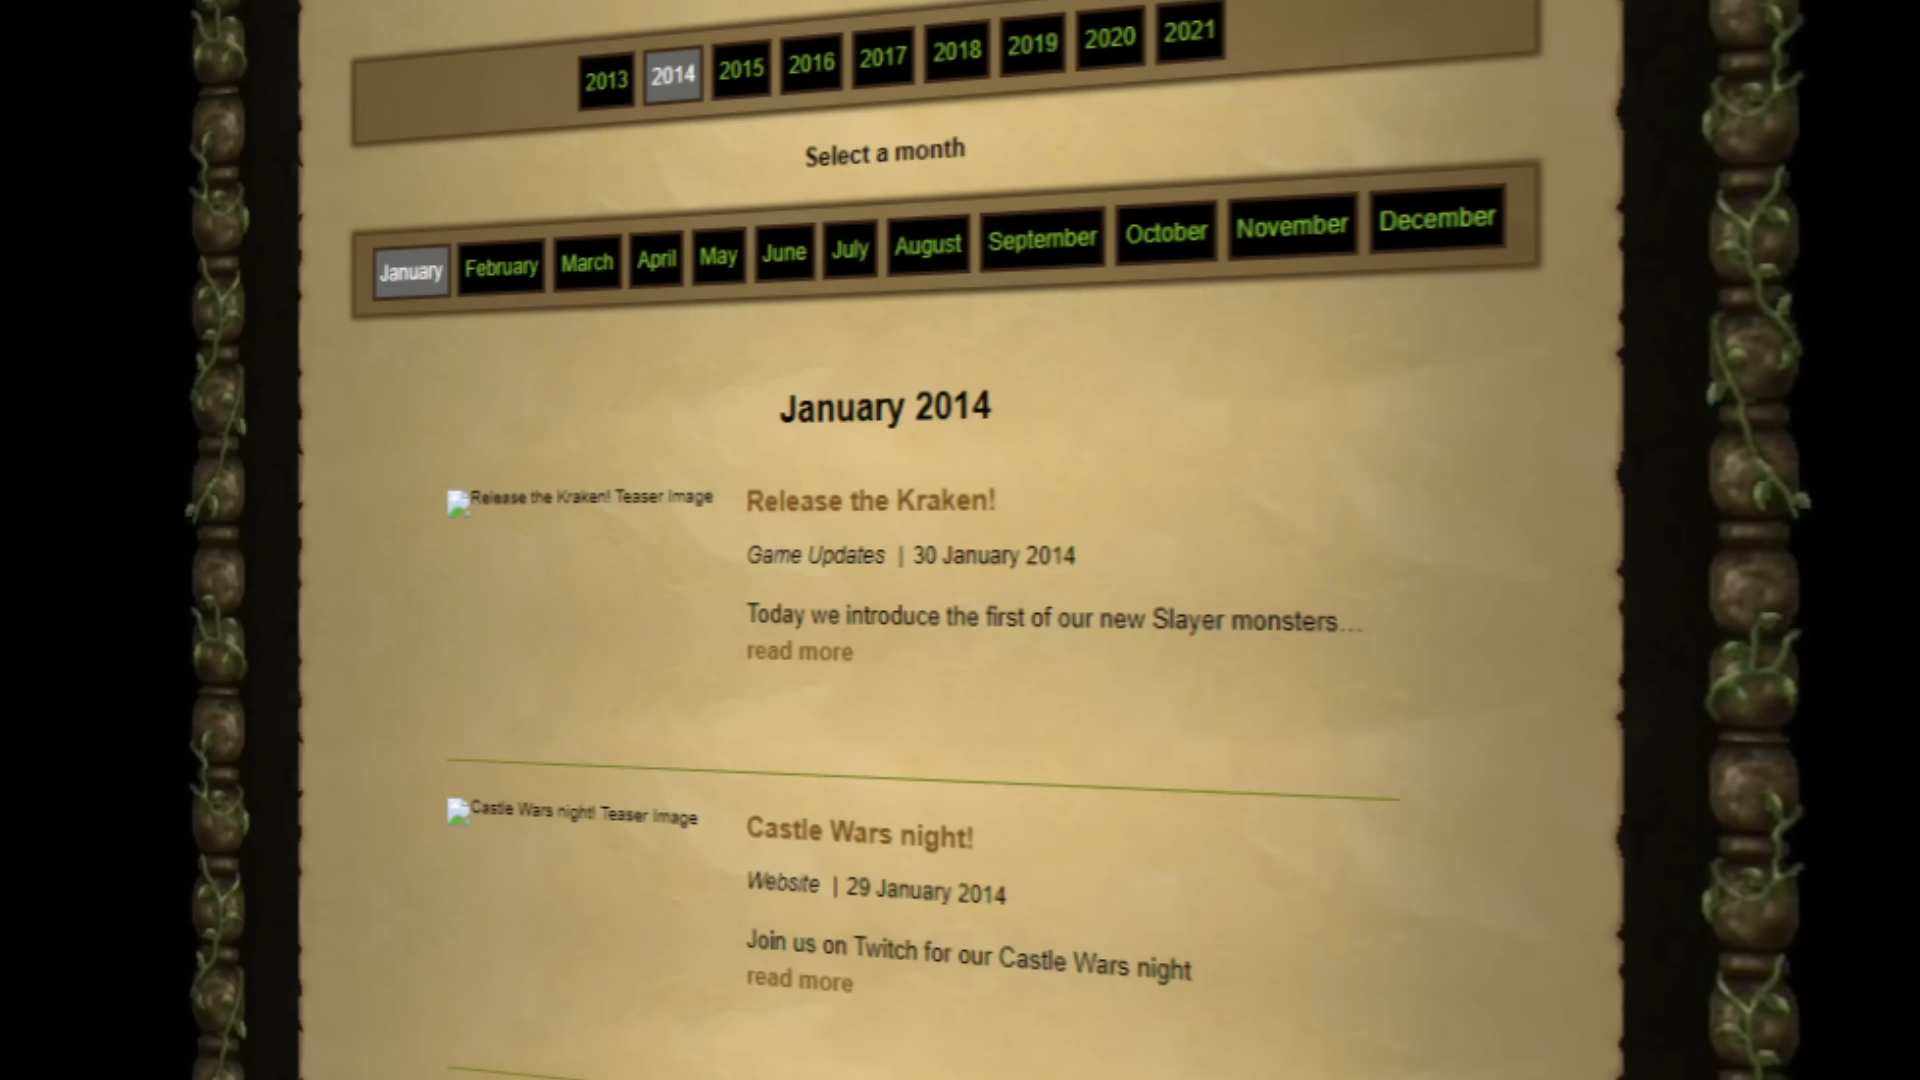 2013 2014 2015 2016 2017 2018 2019 2020 2021
Select a month
January February March April May June July August September October November December
January 2014
Release the Kraken! Teaser Image
Release the Kraken!
Game Updates | 30 January 2014
Today we introduce the first of our new Slayer monsters...
read more
Castle Wars night! Teaser Image
Castle Wars night!
Website | 29 January 2014
Join us on Twitch for our Castle Wars night
read more